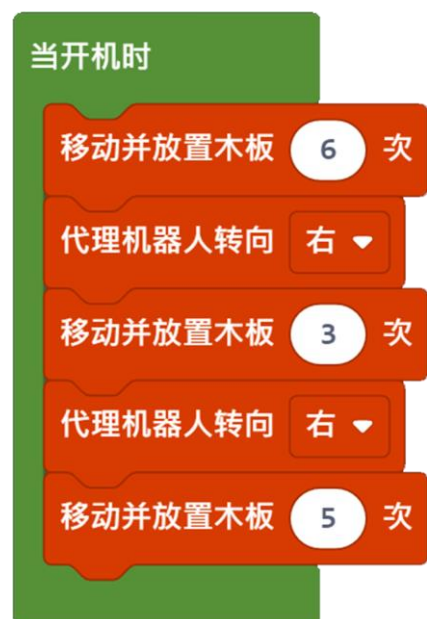 当开机时
移动并放置木板 6 次
代理机器人转向 右
移动并放置木板 3 次
代理机器人转向 右
移动并放置木板 5 次